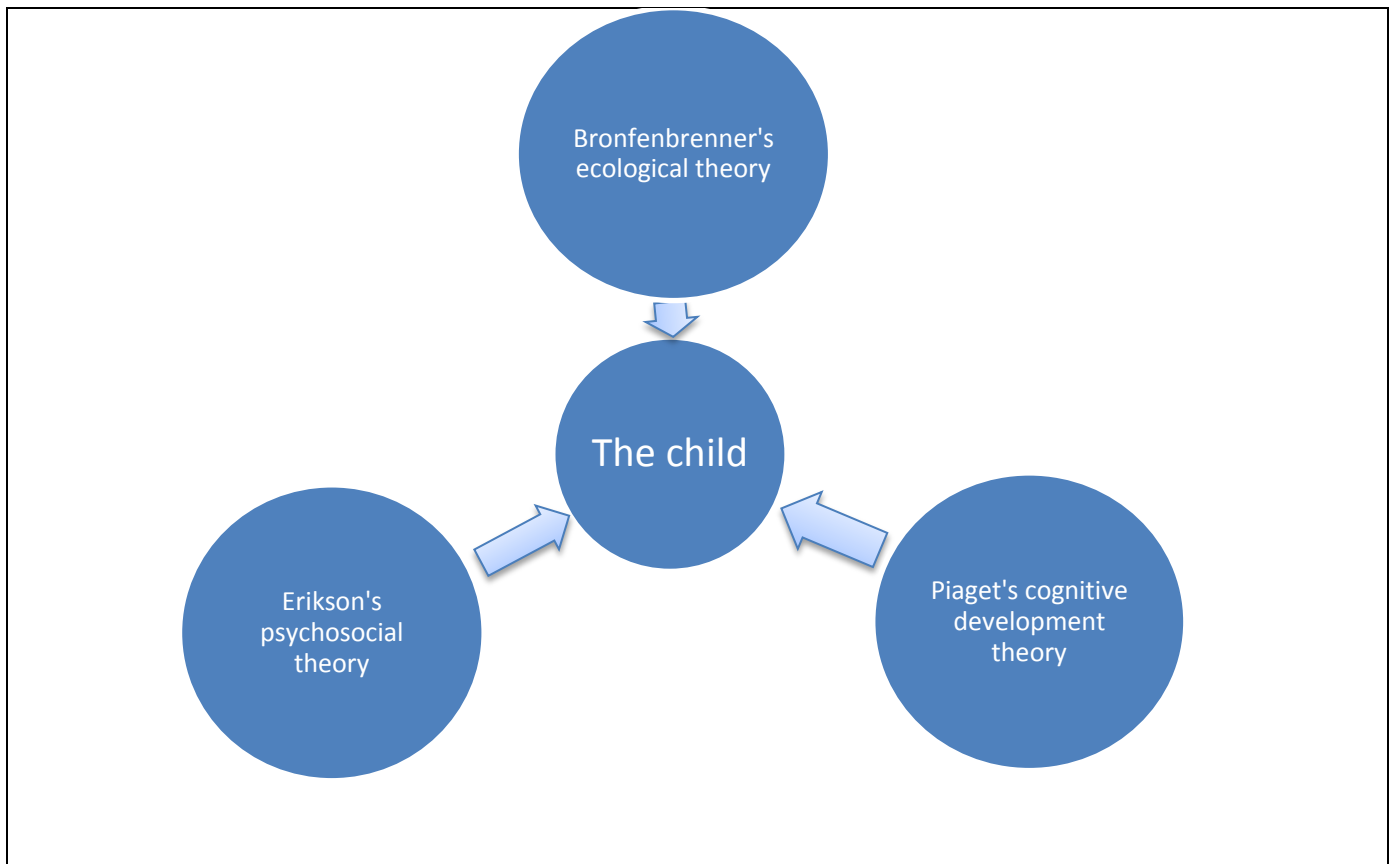 Bronfenbrenner's
ecological theory
The child
Erikson's
psychosocial
theory
Piaget's cognitive
development
theory